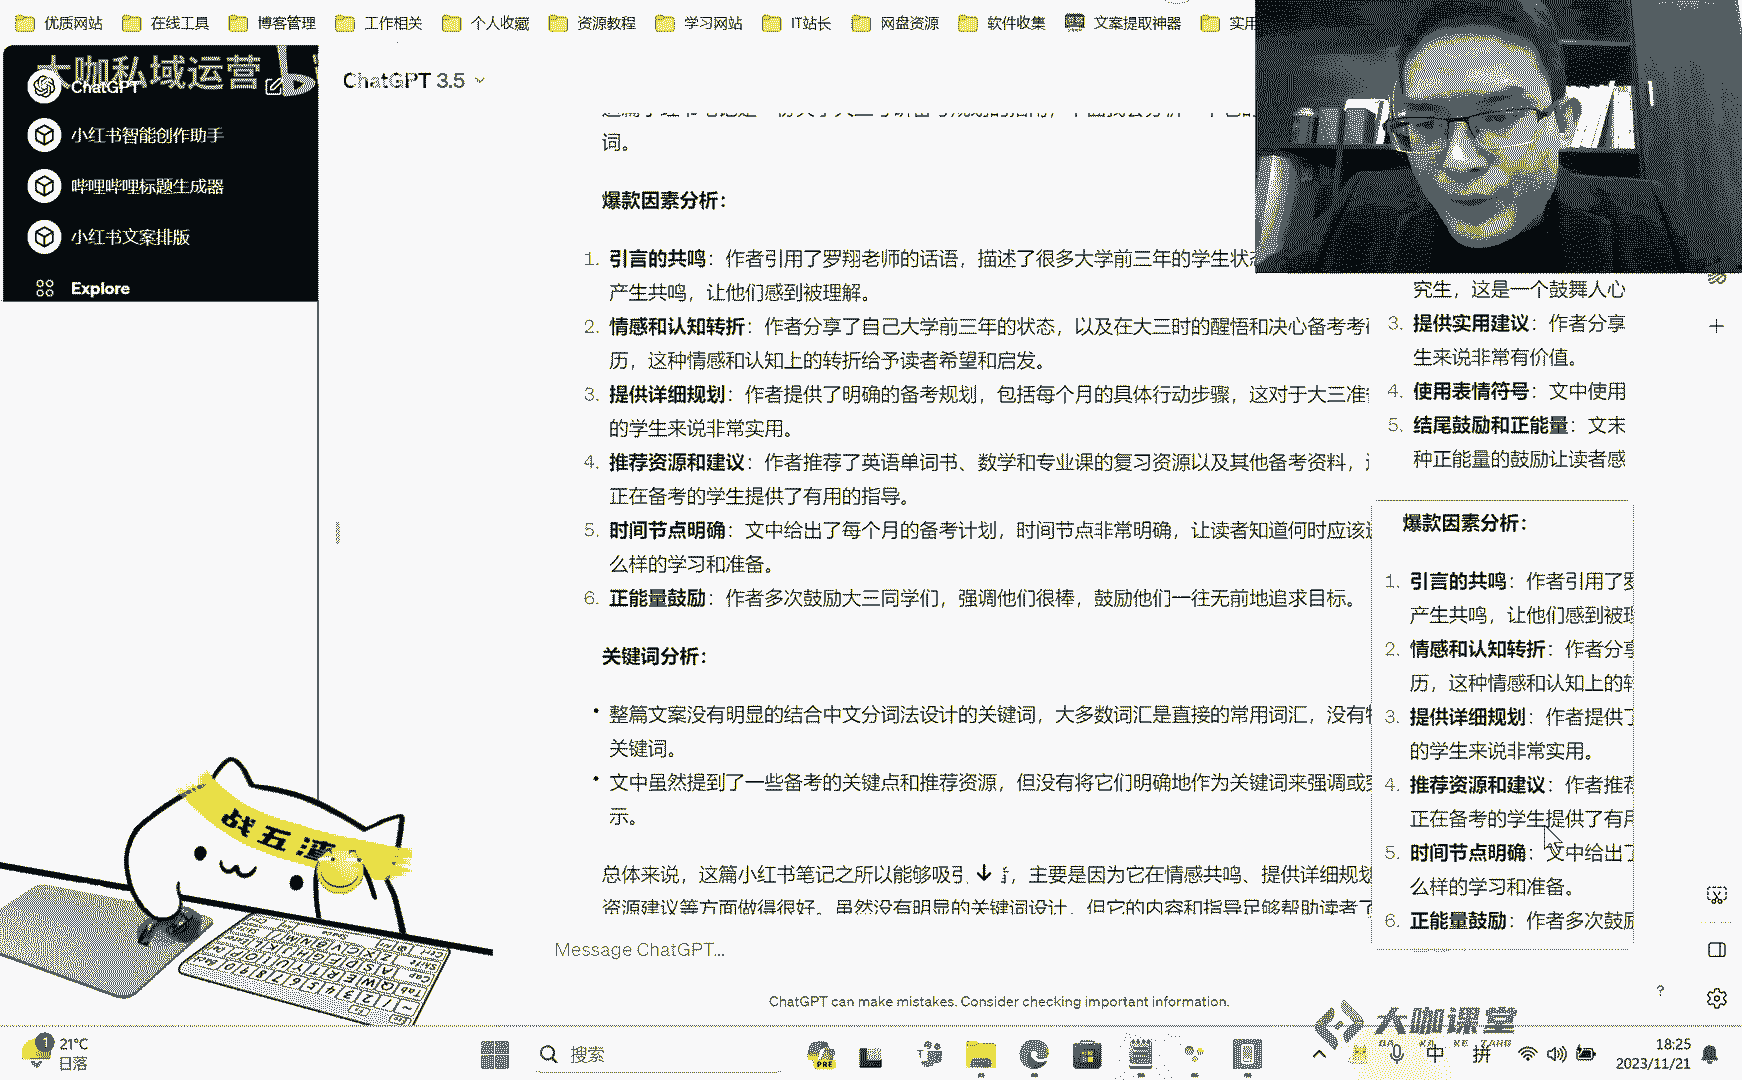 优质网站
在线工具
博客管理
工作相关
个人收藏
资源教程
学习网站
IT站长
网盘资源
软件收集
文案提取神器
实用
大咖私域运营
ChatGPT
小红书智能创作助手
哔哩哔哩标题生成器
小红书文案排版
Explore
ChatGPT 3.5
词。
爆款因素分析：
1. 引言的共鸣：作者引用了罗翔老师的话语，描述了很多大学前三年的学生状态
产生共鸣，让他们感到被理解。
2. 情感和认知转折：作者分享了自己大学前三年的状态，以及在大三时的醒悟和决心备考考
历，这种情感和认知上的转折给予读者希望和启发。
3. 提供详细规划：作者提供了明确的备考规划，包括每个月的具体行动步骤，这对于大三准
的学生来说非常实用。
4. 推荐资源和建议：作者推荐了英语单词书、数学和专业课的复习资源以及其他备考资料，
正在备考的学生提供了有用的指导。
5. 时间节点明确：文中给出了每个月的备考计划，时间节点非常明确，让读者知道何时应该
么样的学习和准备。
6. 正能量鼓励：作者多次鼓励大三同学们，强调他们很棒，鼓励他们一往无前地追求目标。
关键词分析：
• 整篇文案没有明显的结合中文分词法设计的关键词，大多数词汇是直接的常用词汇，没有
关键词。
• 文中虽然提到了一些备考的关键点和推荐资源，但没有将它们明确地作为关键词来强调或
示。
总体来说，这篇小红书笔记之所以能够吸引 ，主要是因为它在情感共鸣、提供详细规划
资源建议等方面做得很好。虽然没有明显的关键词设计，但它的内容和指导足够帮助读者
Message ChatGPT...
ChatGPT can make mistakes. Consider checking important information.
究生，这是一个鼓舞人心
3. 提供实用建议：作者分享
生来说非常有价值。
4. 使用表情符号：文中使用
5. 结尾鼓励和正能量：文末
种正能量的鼓励让读者感
爆款因素分析：
1. 引言的共鸣：作者引用了
产生共鸣，让他们感到被
2. 情感和认知转折：作者分
历，这种情感和认知上的
3. 提供详细规划：作者提供
的学生来说非常实用。
4. 推荐资源和建议：作者推
正在备考的学生提供了有
5. 时间节点明确：文中给出
么样的学习和准备。
6. 正能量鼓励：作者多次鼓
?
战五渣
大咖课堂
DA KA KE TANG
1
21°C
日落
搜索
PRE
中
拼
18:25
2023/11/21